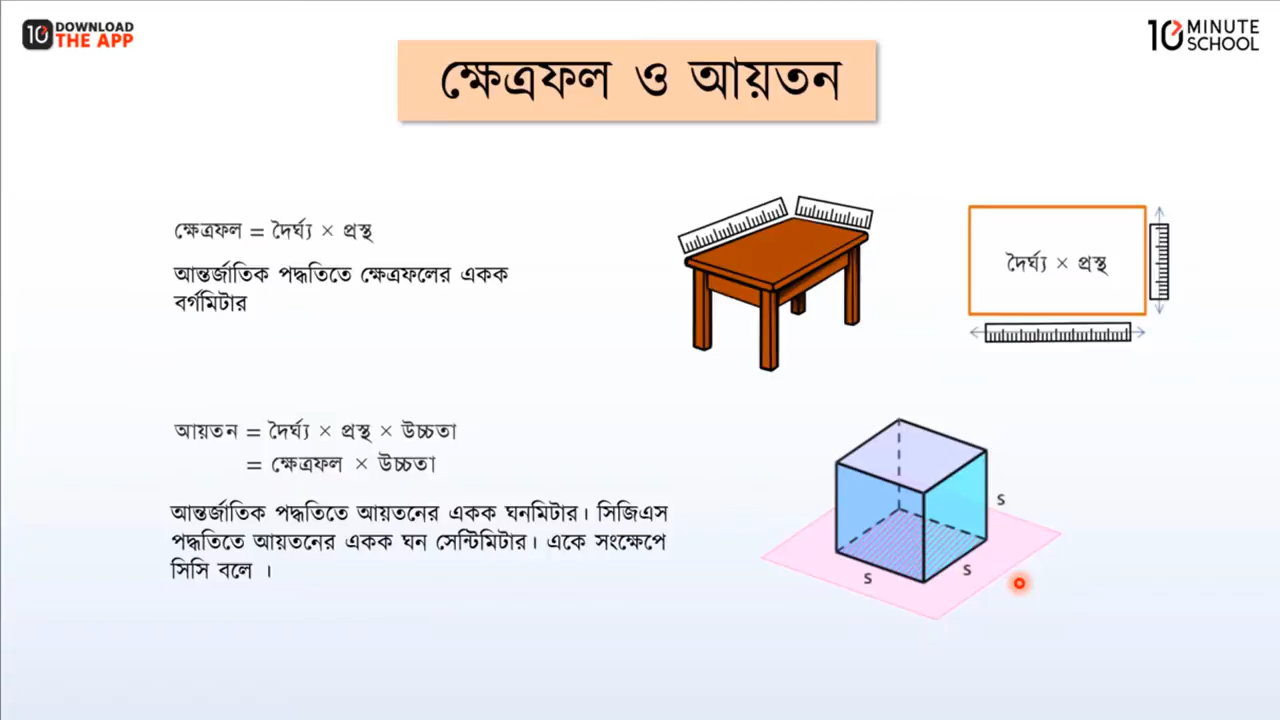 DOWNLOAD
THE APP
10 MINUTE
SCHOOL
ক্ষেত্রফল ও আয়তন
ক্ষেত্রফল = দৈর্ঘ্য × প্রস্থ
আন্তর্জাতিক পদ্ধতিতে ক্ষেত্রফলের একক
বর্গমিটার
দৈর্ঘ্য × প্রস্থ
আয়তন = দৈর্ঘ্য × প্রস্থ × উচ্চতা
= ক্ষেত্রফল × উচ্চতা
আন্তর্জাতিক পদ্ধতিতে আয়তনের একক ঘনমিটার। সিজিএস
পদ্ধতিতে আয়তনের একক ঘন সেন্টিমিটার। একে সংক্ষেপে
সিসি বলে ।
s
s
s